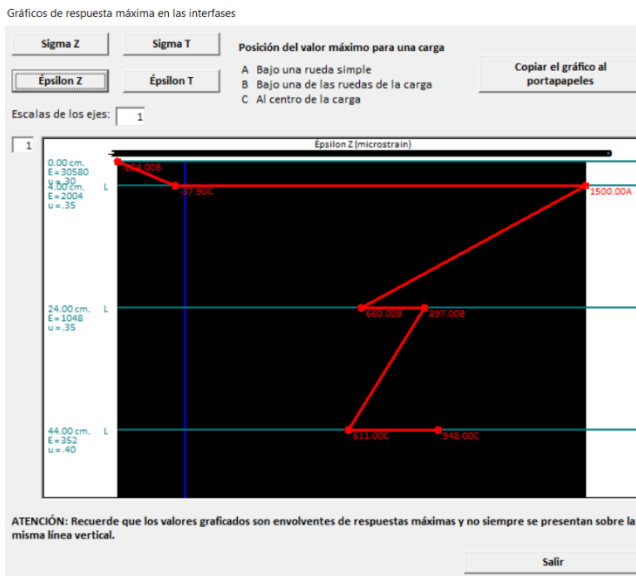 Gráficos de respuesta máxima en las interfases
Sigma Z
Sigma T
Épsilon Z
Épsilon T
Posición del valor máximo para una carga
A Bajo una rueda simple
B Bajo una de las ruedas de la carga
C Al centro de la carga
Copiar el gráfico al
portapapeles
Escalas de los ejes: 1
1
Épsilon Z (microstrain)
0.00 cm.
E=30580
u=.30
4.00 cm. L
E=2004
u=.35
24.00 cm. L
E=1048
u=.35
44.00 cm. L
E=352
u=.40
-37.90C
1500.00A
660.00B
897.00B
611.00C
948.00C
ATENCIÓN: Recuerde que los valores graficados son envolventes de respuestas máximas y no siempre se presentan sobre la
misma línea vertical.
Salir